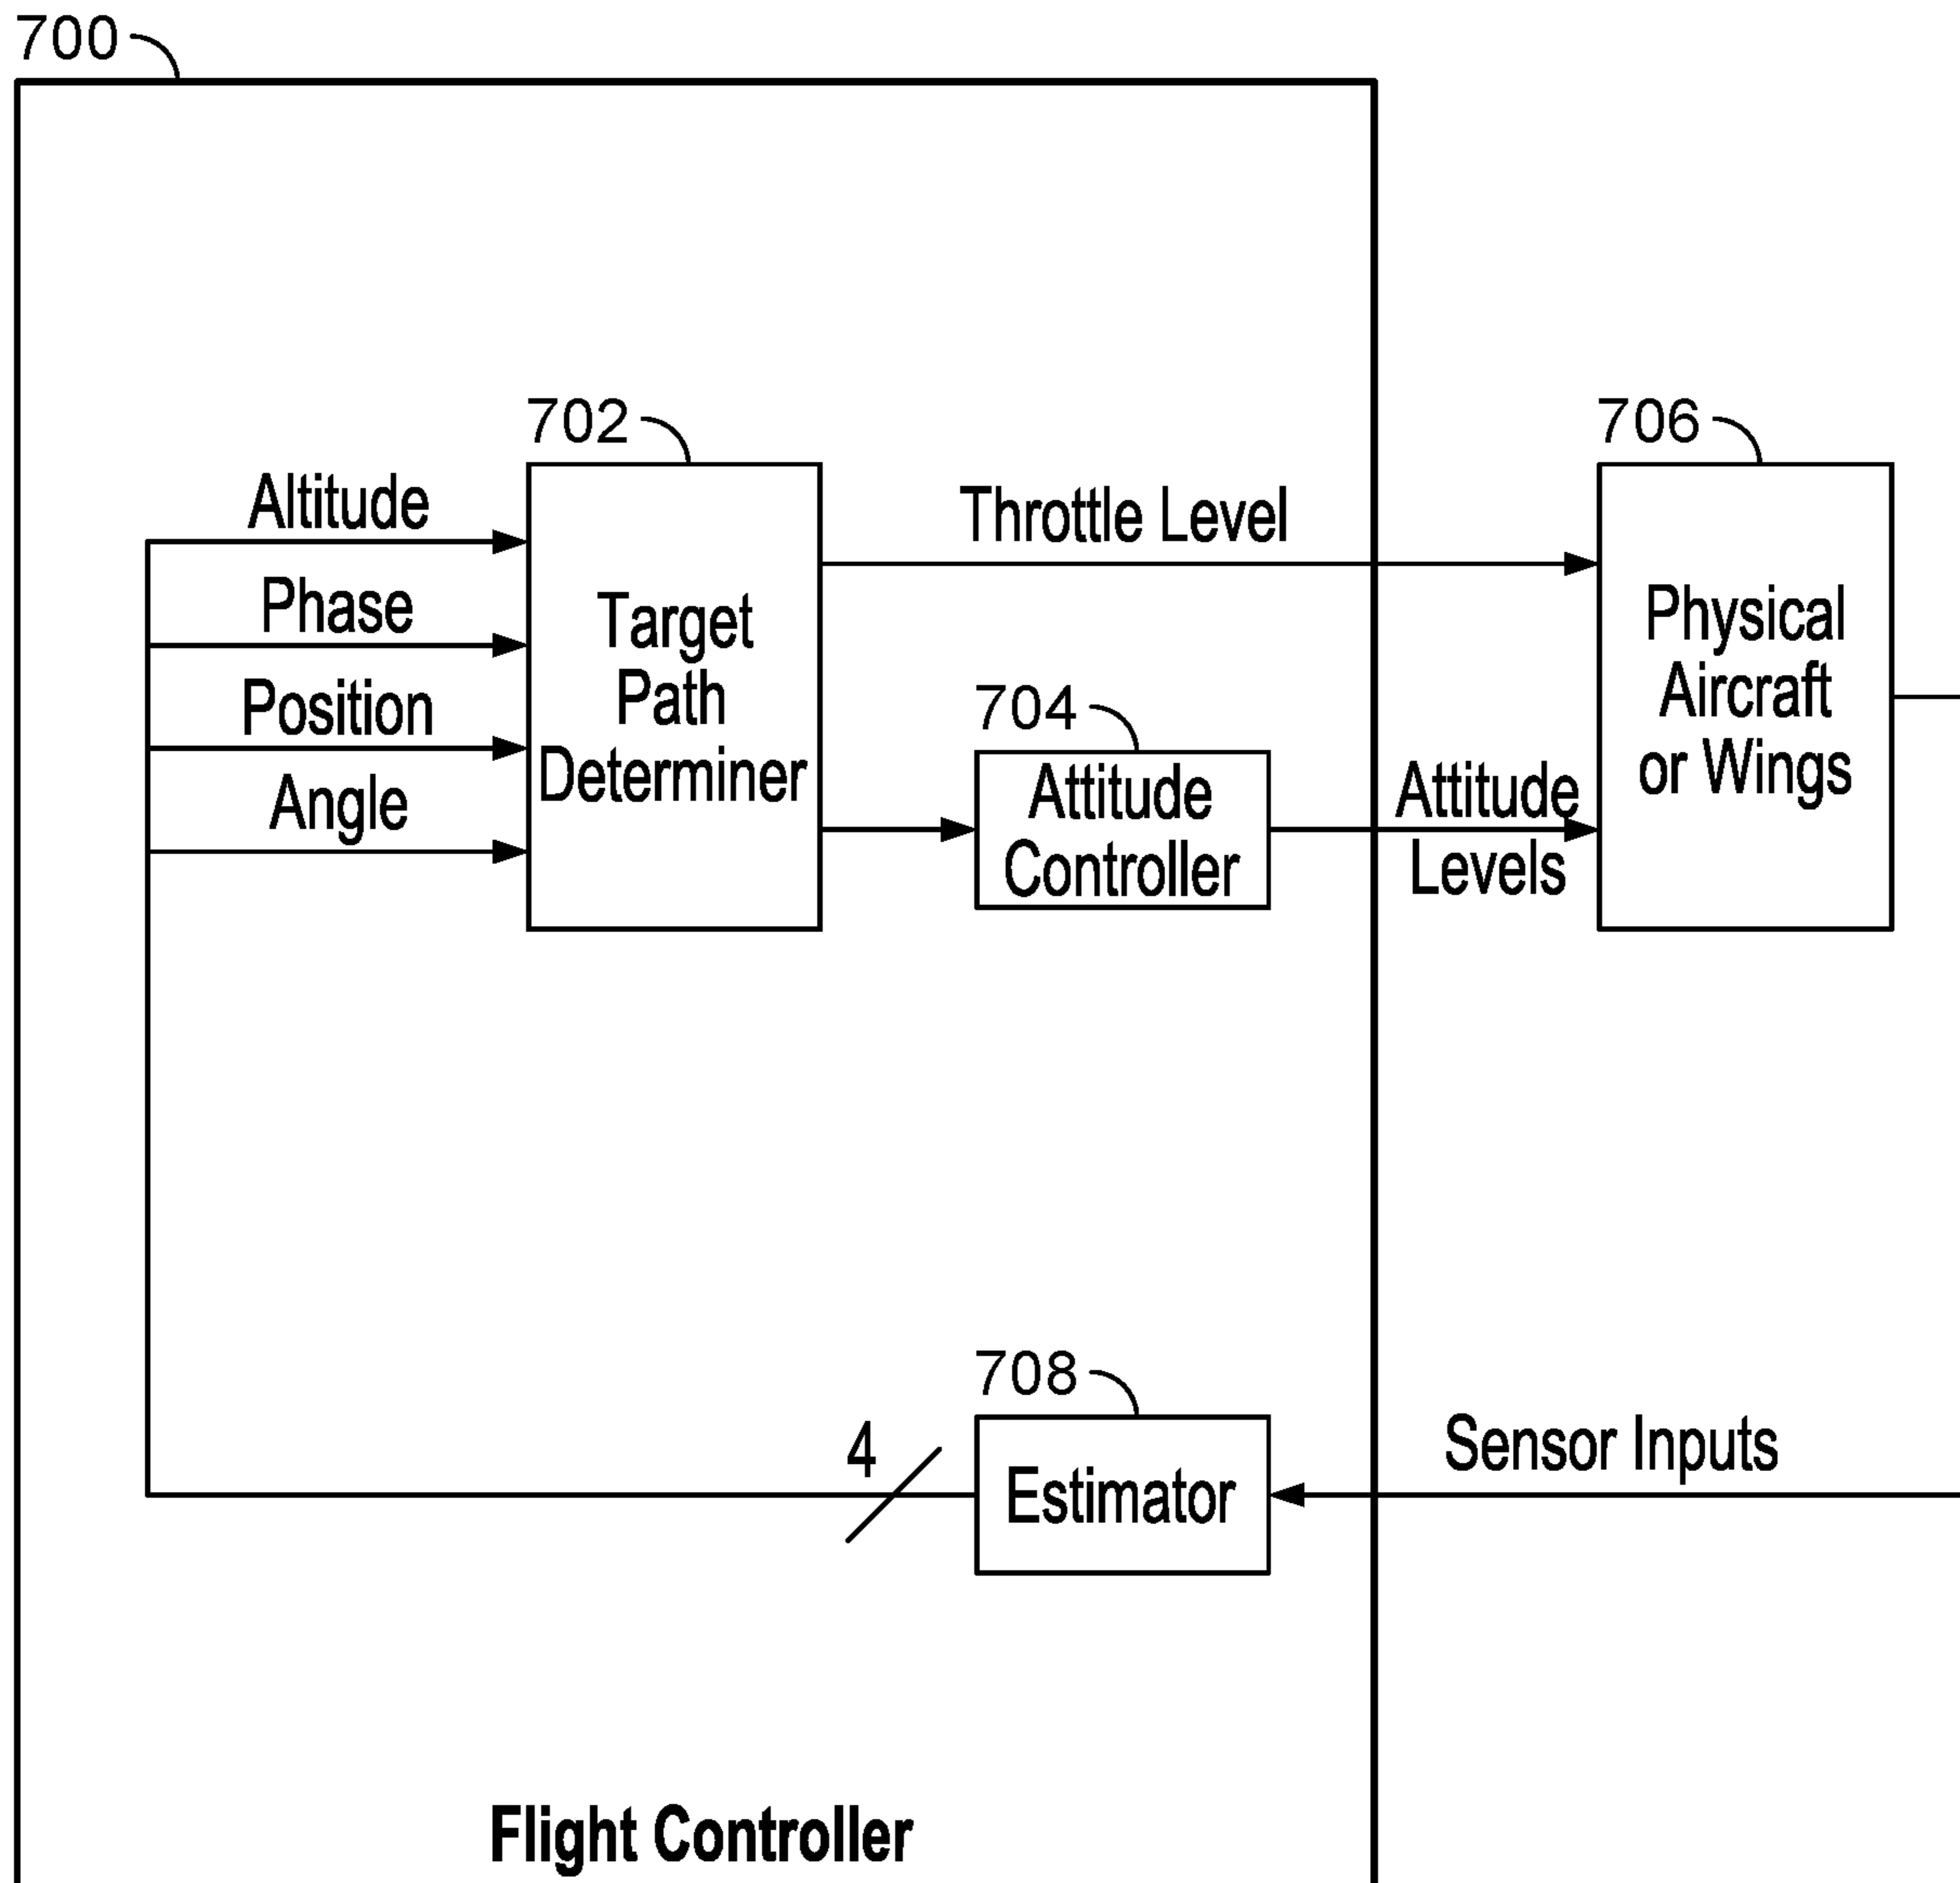 700
702
706
Altitude
Throttle Level
Phase
Target
Path
Determiner
Physical
Aircraft
or Wings
Position
704
Angle
Attitude
Controller
Attitude
Levels
708
4
Estimator
Sensor Inputs
Flight Controller